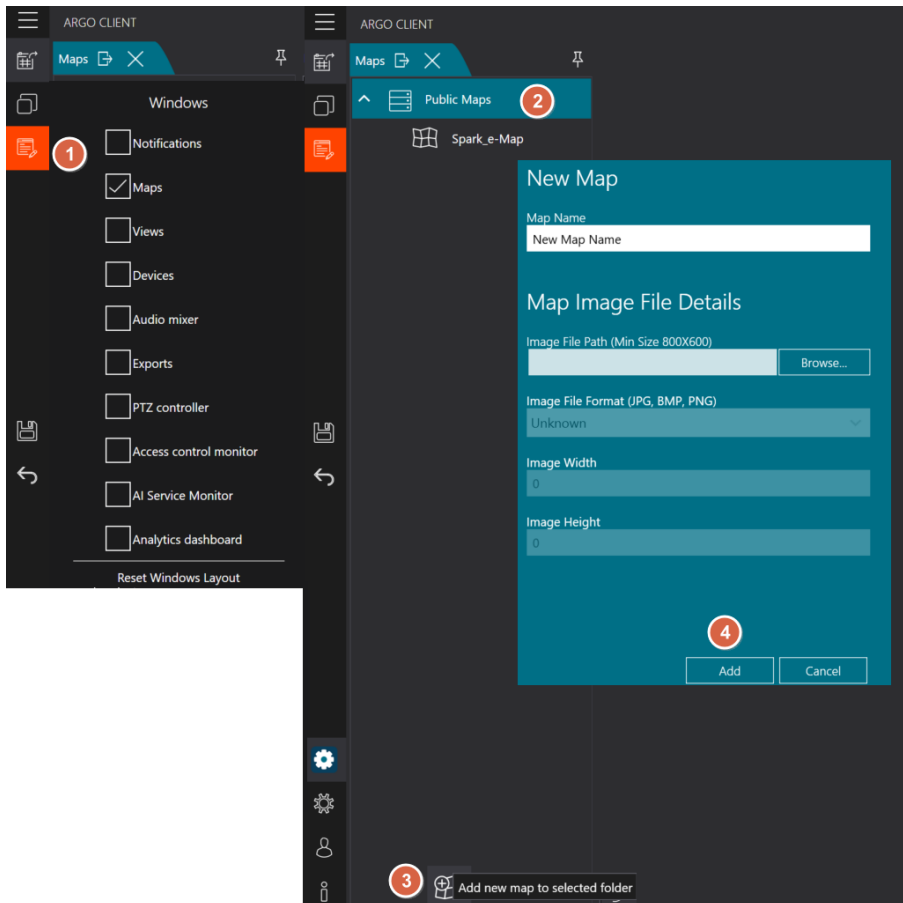 ARGO CLIENT
Maps
Windows
1
Notifications
Maps
Views
Devices
Audio mixer
Exports
PTZ controller
Access control monitor
AI Service Monitor
Analytics dashboard
Reset Windows Layout
ARGO CLIENT
Maps
Public Maps
2
Spark_e-Map
New Map
Map Name
New Map Name
Map Image File Details
Image File Path (Min Size 800X600)
Browse...
Image File Format (JPG, BMP, PNG)
Unknown
Image Width
0
Image Height
0
4
Add
Cancel
3
Add new map to selected folder